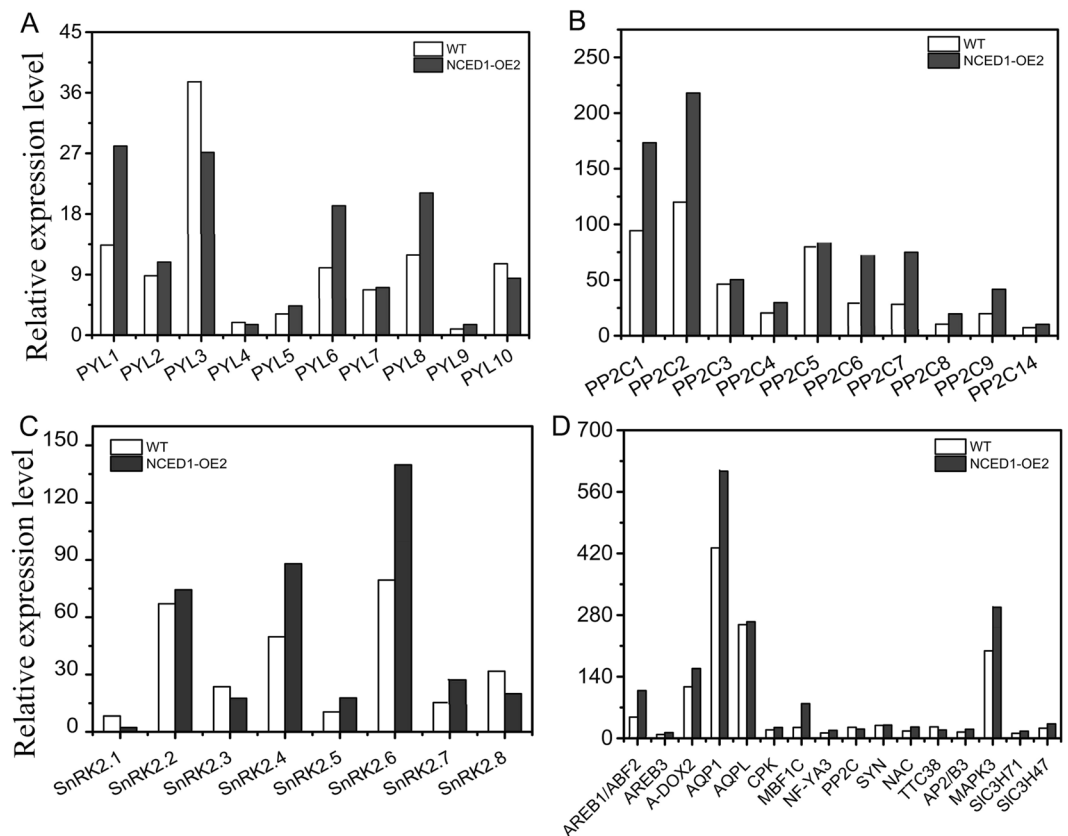 A
Relative expression level
45
36
27
18
9
0
WT
NCED1-OE2
PYL1
PYL2
PYL3
PYL4
PYL5
PYL6
PYL7
PYL8
PYL9
PYL10
B
250
200
150
100
50
0
WT
NCED1-OE2
PP2C1
PP2C2
PP2C3
PP2C4
PP2C5
PP2C6
PP2C7
PP2C8
PP2C9
PP2C14
C
Relative expression level
150
120
90
60
30
0
WT
NCED1-OE2
SnRK2.1
SnRK2.2
SnRK2.3
SnRK2.4
SnRK2.5
SnRK2.6
SnRK2.7
SnRK2.8
D
700
560
420
280
140
0
WT
NCED1-OE2
AREB1/ABF2
AREB3
A-DOX2
AQP1
AQPL
CPK
MBF1C
NF-YA3
PP2C
SYN
NAC
TTC38
AP2/B3
MAPK3
SlC3H71
SlC3H47